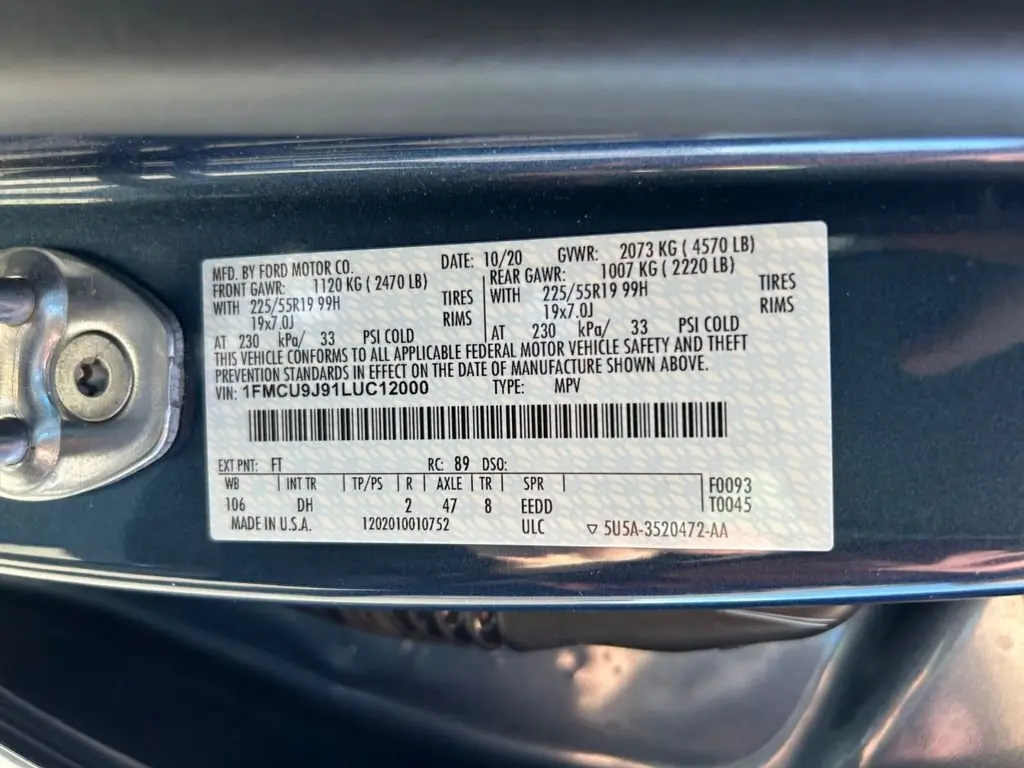 MFD. BY FORD MOTOR CO. DATE: 10/20 GVWR: 2073 KG ( 4570 LB)
FRONT GAWR: 1120 KG ( 2470 LB) REAR GAWR: 1007 KG ( 2220 LB)
WITH 225/55R19 99H TIRES WITH 225/55R19 99H TIRES
19x7.0J RIMS 19x7.0J RIMS
AT 230 kPa/ 33 PSI COLD AT 230 kPa/ 33 PSI COLD
THIS VEHICLE CONFORMS TO ALL APPLICABLE FEDERAL MOTOR VEHICLE SAFETY AND THEFT
PREVENTION STANDARDS IN EFFECT ON THE DATE OF MANUFACTURE SHOWN ABOVE.
VIN: 1FMCU9J91LUC12000 TYPE: MPV
EXT PNT: FT RC: 89 DSO:
WB | INT TR | TP/PS | R | AXLE | TR | SPR | F0093
106 DH 2 47 8 EEDD T0045
MADE IN U.S.A. 1202010010752 ULC ▽ 5U5A-3520472-AA